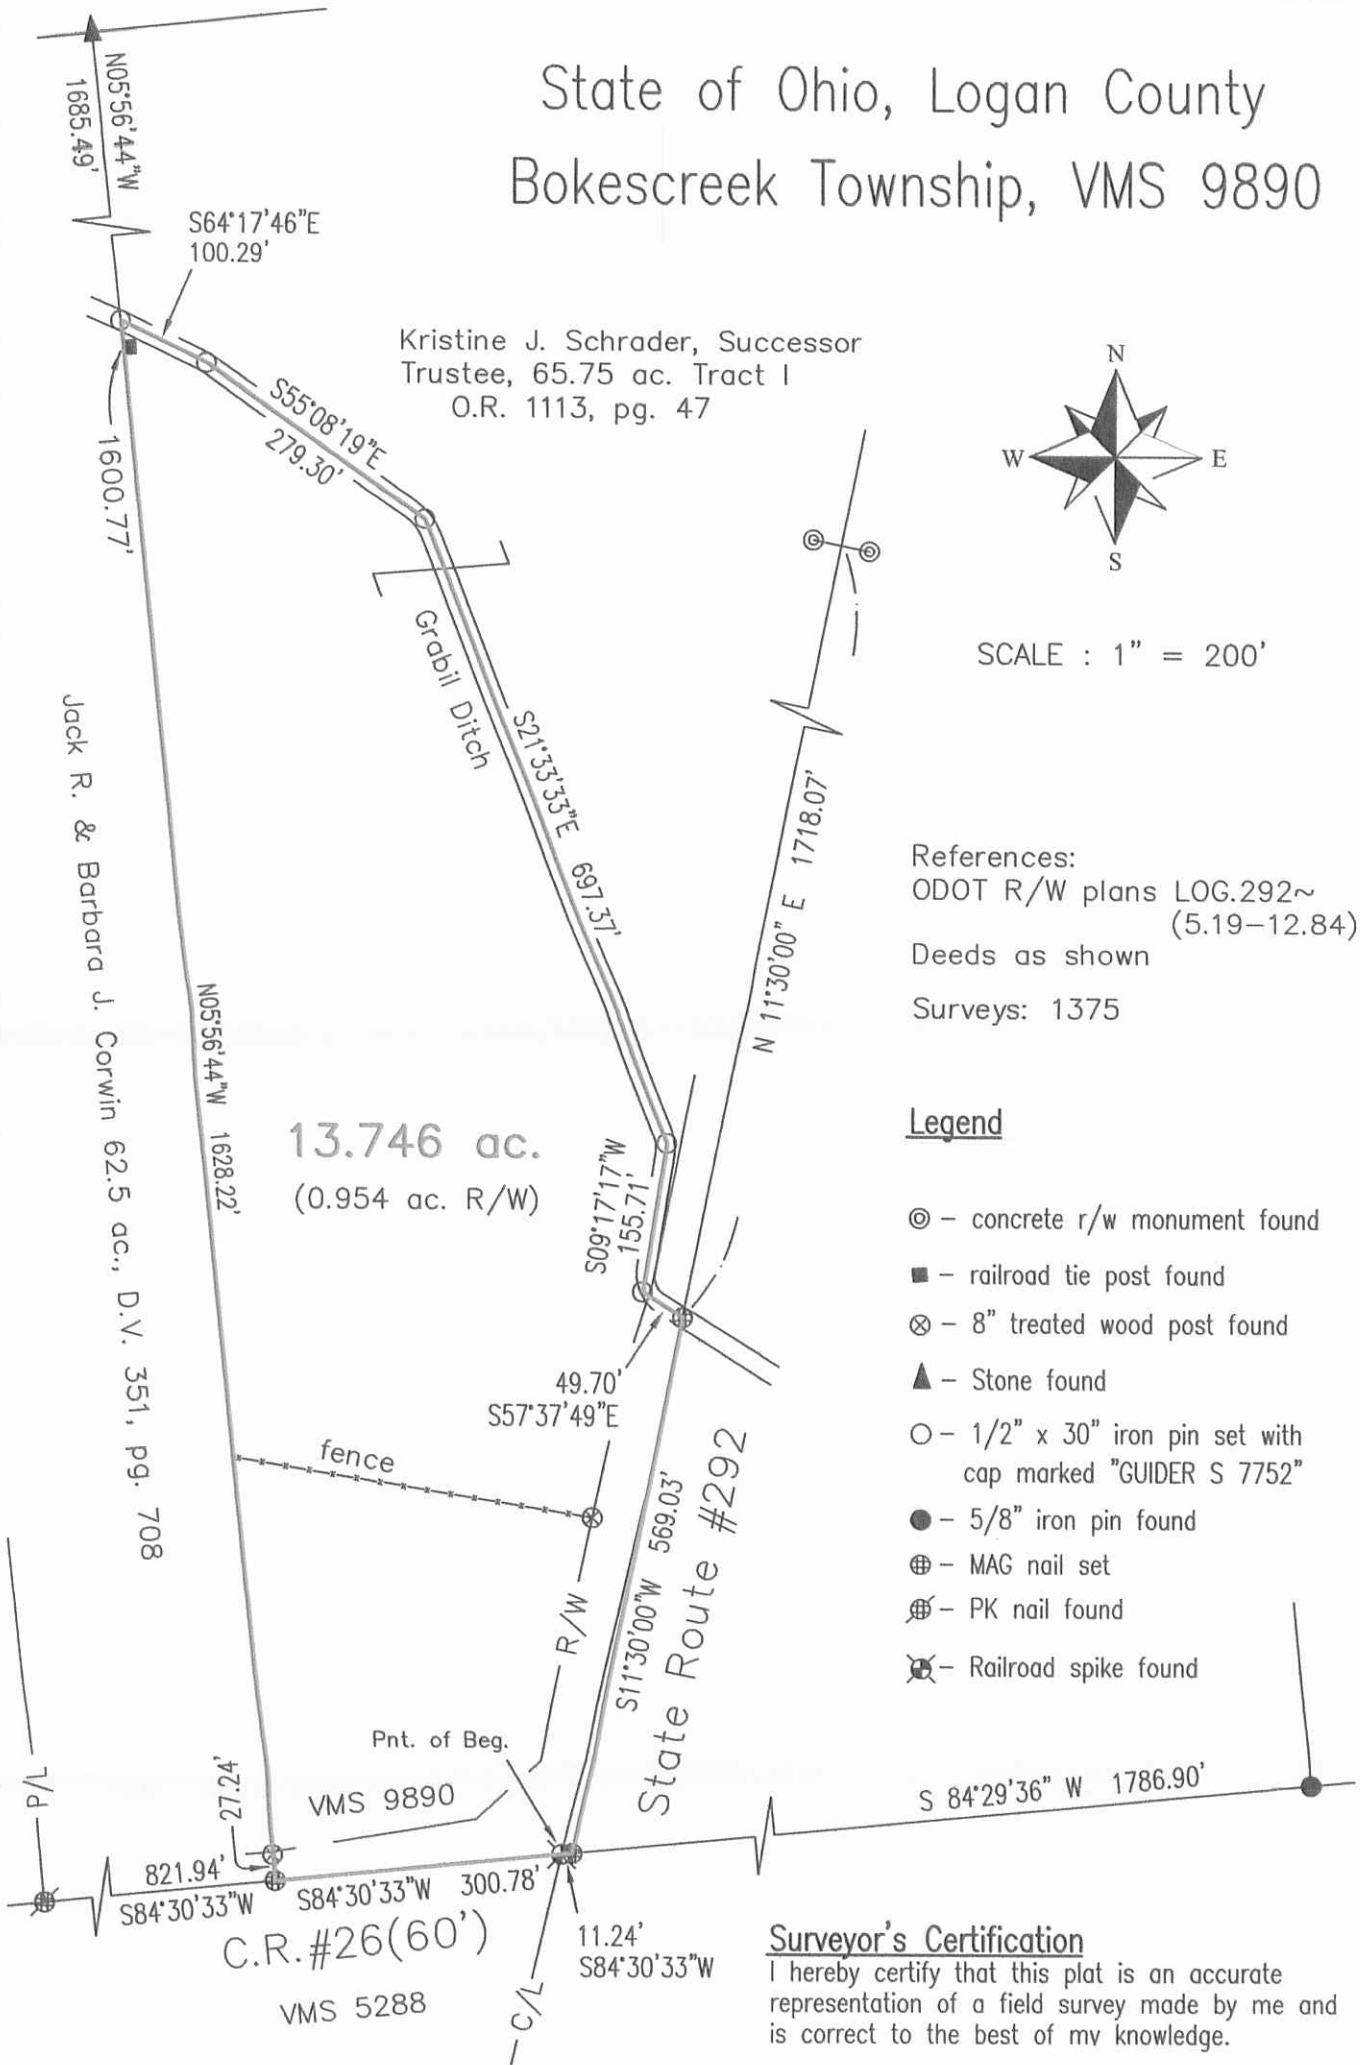 State of Ohio, Logan County
Bokescreek Township, VMS 9890
N05°56'44"W
1685.49'
S64°17'46"E
100.29'
Kristine J. Schrader, Successor
Trustee, 65.75 ac. Tract I
O.R. 1113, pg. 47
N
W
E
S
SCALE : 1" = 200'
S55°08'19"E
279.30'
1600.77'
Grabil Ditch
S21°33'33"E 697.37'
N 11°30'00" E 1718.07'
Jack R. & Barbara J. Corwin 62.5 ac., D.V. 351, pg. 708
N05°56'44"W 1628.22'
References:
ODOT R/W plans LOG.292~
(5.19-12.84)
Deeds as shown
Surveys: 1375
13.746 ac.
(0.954 ac. R/W)
S09°17'17"W
155.71'
49.70'
S57°37'49"E
Legend
– concrete r/w monument found
– railroad tie post found
– 8" treated wood post found
– Stone found
– 1/2" x 30" iron pin set with
cap marked "GUIDER S 7752"
– 5/8" iron pin found
– MAG nail set
– PK nail found
– Railroad spike found
fence
R/W
S11°30'00"W 569.03'
State Route #292
Pnt. of Beg.
P/L
27.24'
VMS 9890
S 84°29'36" W 1786.90'
821.94'
S84°30'33"W
S84°30'33"W 300.78'
C.R.#26(60')
VMS 5288
11.24'
S84°30'33"W
C/L
Surveyor's Certification
I hereby certify that this plat is an accurate
representation of a field survey made by me and
is correct to the best of my knowledge.